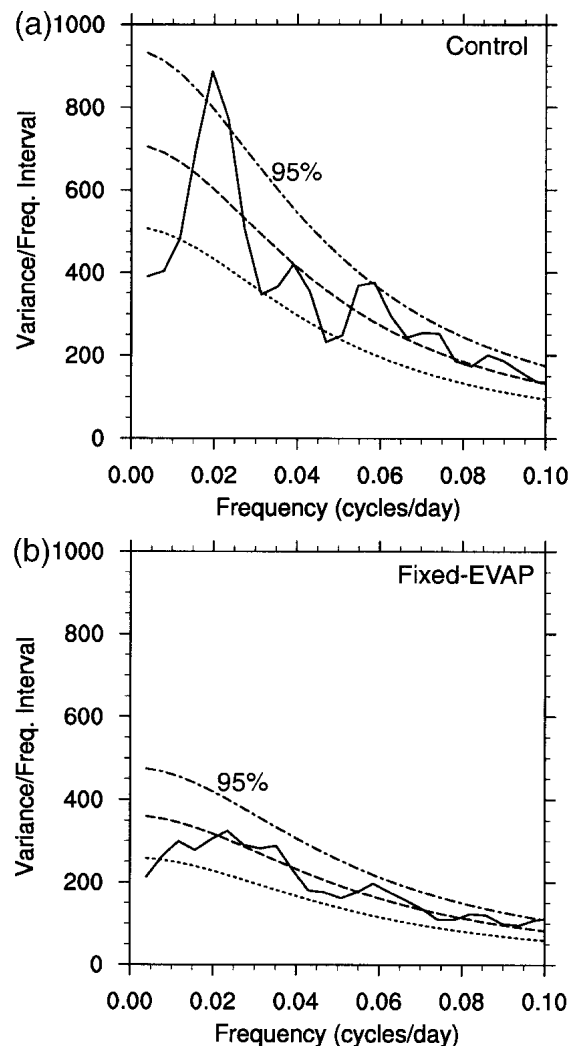 (a)
1000
Control
800
95%
600
400
200
0
Variance/Freq. Interval
0.00 0.02 0.04 0.06 0.08 0.10
Frequency (cycles/day)
(b)
1000
Fixed-EVAP
800
600
95%
400
200
0
Variance/Freq. Interval
0.00 0.02 0.04 0.06 0.08 0.10
Frequency (cycles/day)